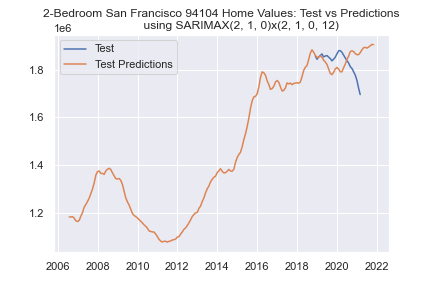 2-Bedroom San Francisco 94104 Home Values: Test vs Predictions
using SARIMAX(2, 1, 0)x(2, 1, 0, 12)
1e6
Test
Test Predictions
1.8
1.6
1.4
1.2
2006 2008 2010 2012 2014 2016 2018 2020 2022